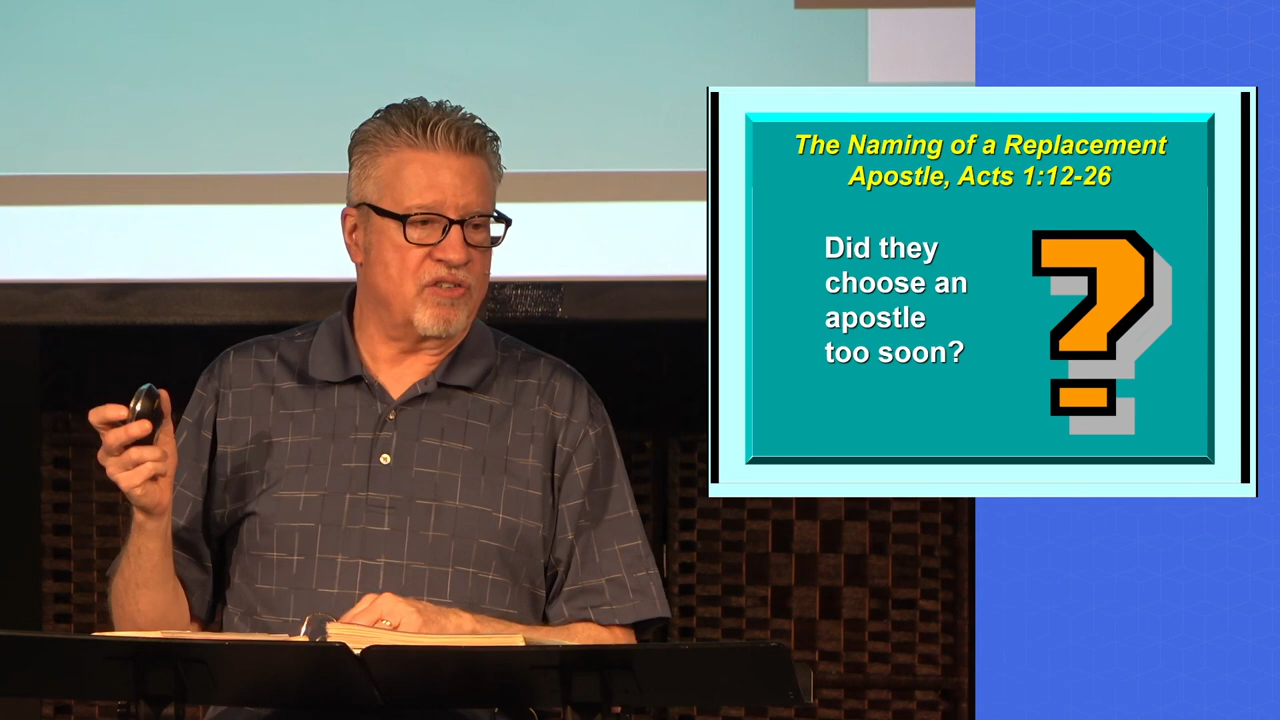 The Naming of a Replacement
Apostle, Acts 1:12-26
Did they
choose an
apostle
too soon?